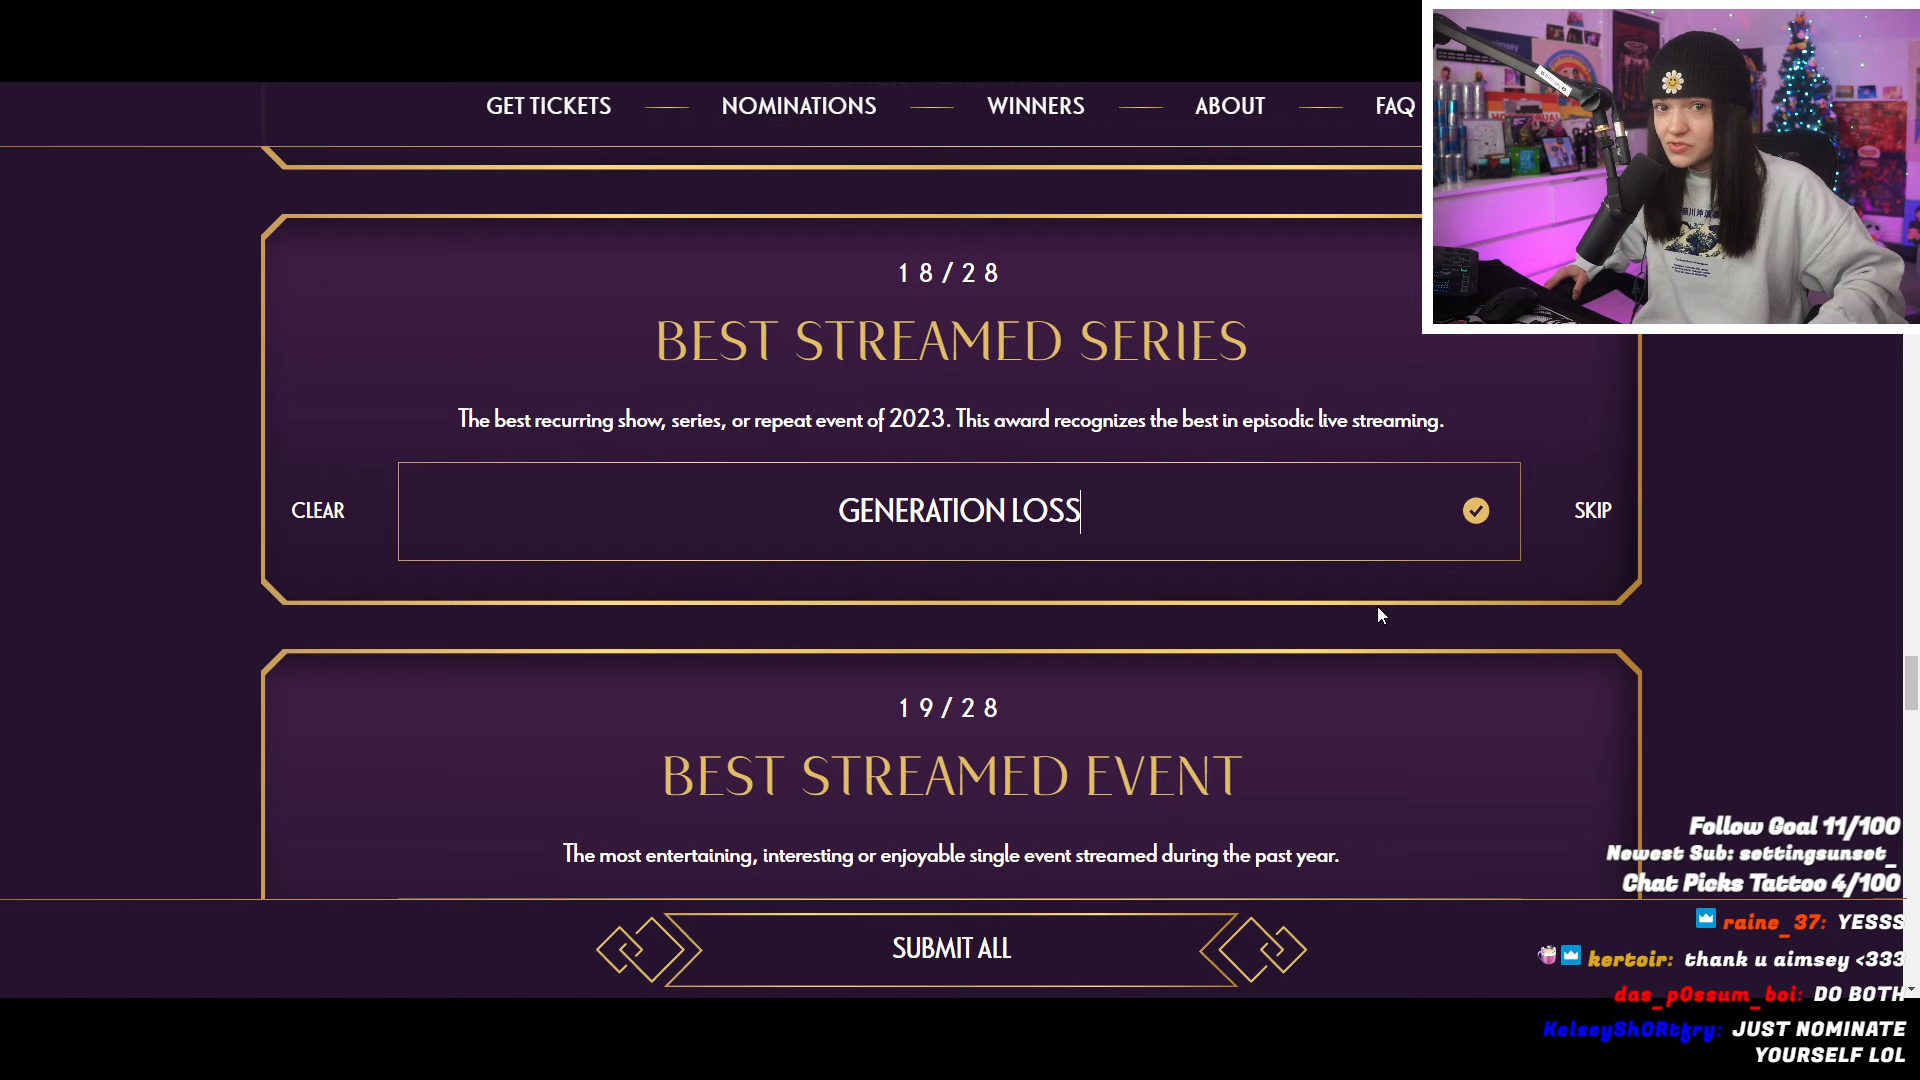 GET TICKETS
NOMINATIONS
WINNERS
ABOUT
FAQ
18/28
BEST STREAMED SERIES
The best recurring show, series, or repeat event of 2023. This award recognizes the best in episodic live streaming.
CLEAR
GENERATION LOSS
SKIP
19/28
BEST STREAMED EVENT
The most entertaining, interesting or enjoyable single event streamed during the past year.
SUBMIT ALL
Follow Goal 11/100
Newest Sub: settingsunset_
Chat Picks Tattoo 4/100
raine_37: YESSS
kertoir: thank u aimsey <333
das_p0ssum_boi: DO BOTH
KelseySh0Rtfry: JUST NOMINATE
YOURSELF LOL